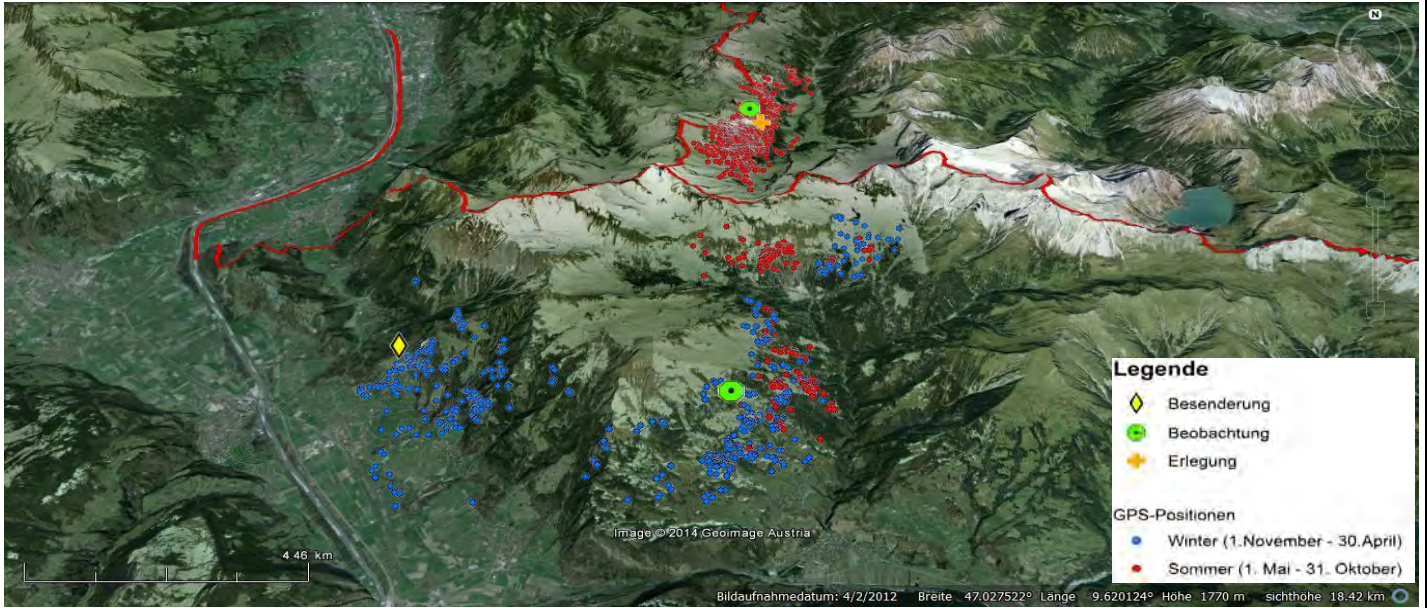 N
Legende
Besenderung
Beobachtung
Erlegung
GPS-Positionen
Winter (1.November - 30.April)
Sommer (1. Mai - 31. Oktober)
Image © 2014 Geoimage Austria
4.46 km
Bildaufnahmedatum: 4/2/2012 Breite 47.027522° Länge 9.620124° Höhe 1770 m sichthöhe 18.42 km